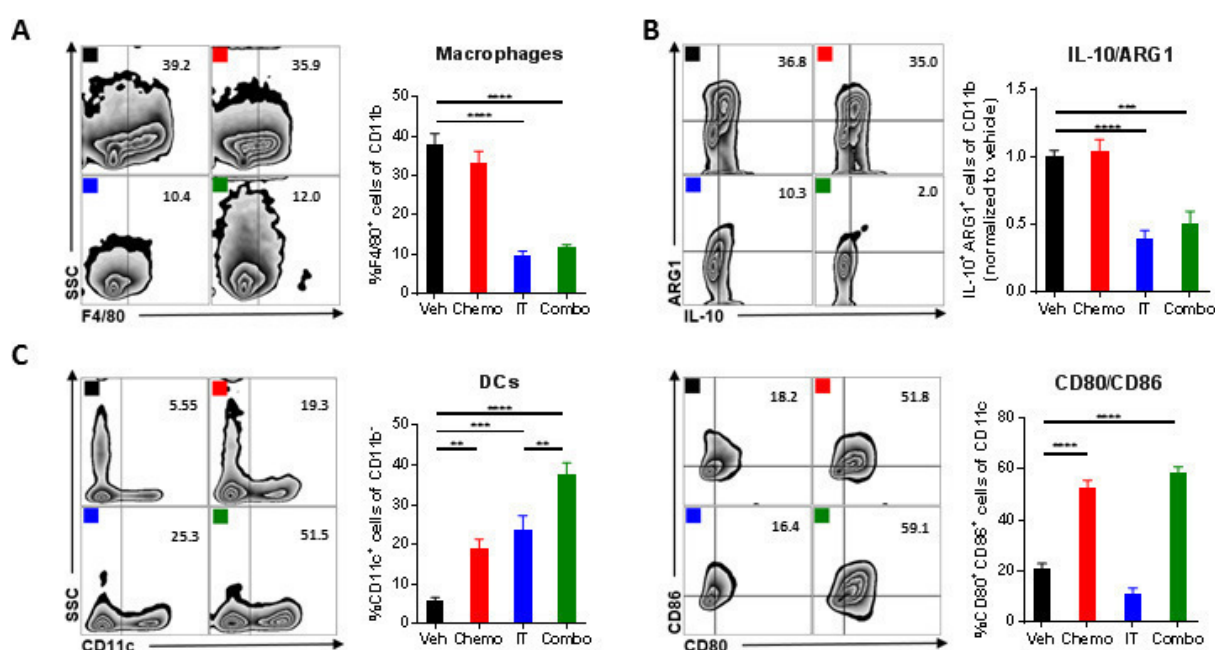 A
39.2
35.9
10.4
12.0
SSC
F4/80
Macrophages
%F4/80⁺ cells of CD11b
50
40
30
20
10
0
****
****
Veh Chemo IT Combo
B
36.8
35.0
10.3
2.0
ARG1
IL-10
IL-10/ARG1
IL-10⁺ ARG1⁺ cells of CD11b
(normalized to vehicle)
1.5
1.0
0.5
0.0
***
****
Veh Chemo IT Combo
C
5.55
19.3
25.3
51.5
SSC
CD11c
DCs
%CD11c⁺ cells of CD11b⁻
50
40
30
20
10
0
****
***
** **
Veh Chemo IT Combo
18.2
51.8
16.4
59.1
CD86
CD80
CD80/CD86
%CD80⁺ CD86⁺ cells of CD11c
80
60
40
20
0
****
****
Veh Chemo IT Combo